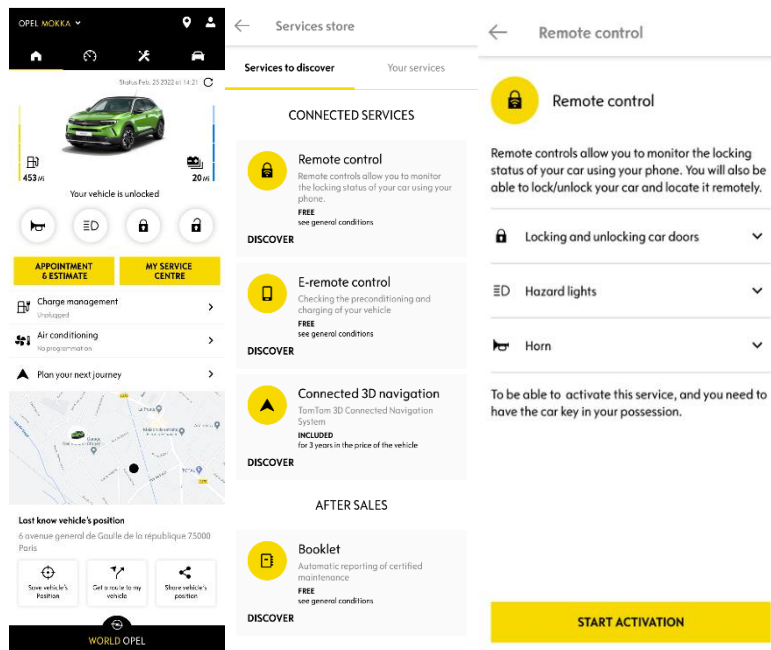 OPEL MOKKA
Status Feb. 25 2022 at 14:21
453 Mi
20 Mi
Your vehicle is unlocked
APPOINTMENT
& ESTIMATE
MY SERVICE
CENTRE
Charge management
Unplugged
Air conditioning
No programmation
Plan your next journey
La Poste
Garage
TOTAL
Last know vehicle's position
6 avenue general de Gaulle de la république 75000
Paris
Save vehicle's
Position
Get a route to my
vehicle
Share vehicle's
position
WORLD OPEL
Services store
Services to discover
Your services
CONNECTED SERVICES
Remote control
Remote controls allow you to monitor
the locking status of your car using your
phone.
FREE
see general conditions
DISCOVER
E-remote control
Checking the preconditioning and
charging of your vehicle
FREE
see general conditions
DISCOVER
Connected 3D navigation
TomTom 3D Connected Navigation
System
INCLUDED
for 3 years in the price of the vehicle
DISCOVER
AFTER SALES
Booklet
Automatic reporting of certified
maintenance
FREE
see general conditions
DISCOVER
Remote control
Remote control
Remote controls allow you to monitor the locking
status of your car using your phone. You will also be
able to lock/unlock your car and locate it remotely.
Locking and unlocking car doors
Hazard lights
Horn
To be able to activate this service, and you need to
have the car key in your possession.
START ACTIVATION